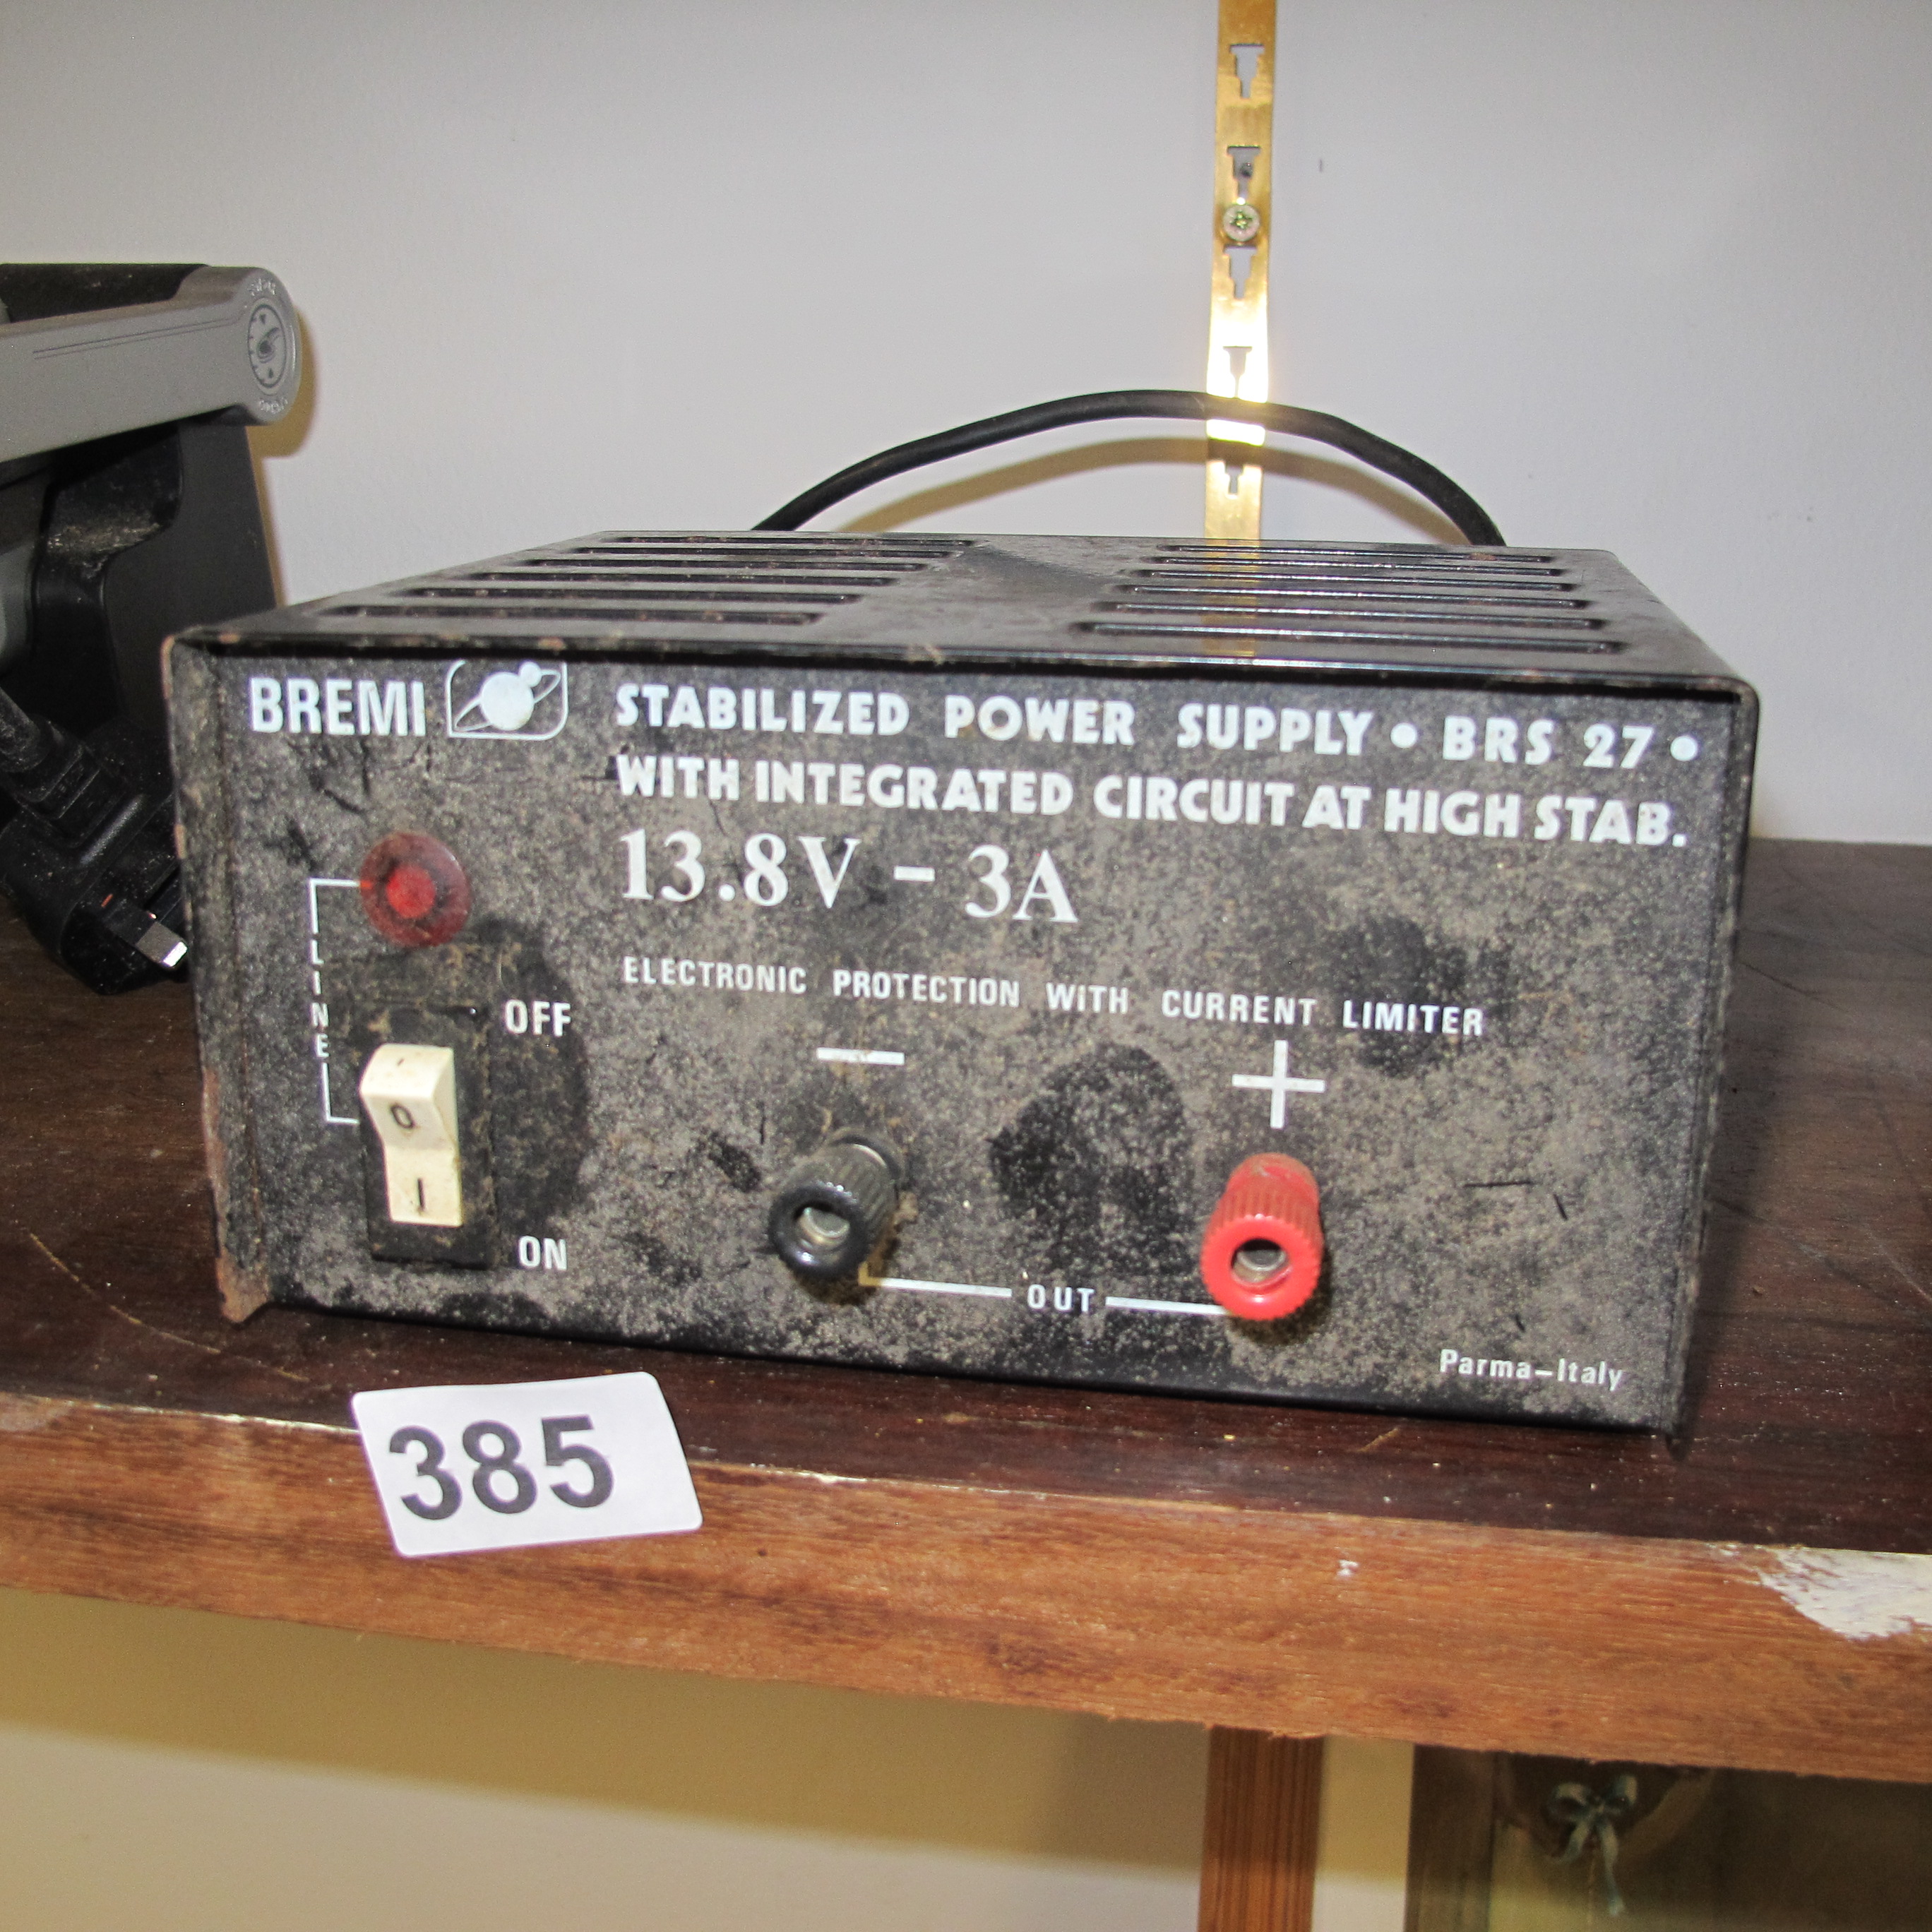 BREMI
STABILIZED POWER SUPPLY • BRS 27 •
WITH INTEGRATED CIRCUIT AT HIGH STAB.
13.8V - 3A
ELECTRONIC PROTECTION WITH CURRENT LIMITER
LINE
OFF
O
I
ON
− +
OUT
Parma-Italy
385